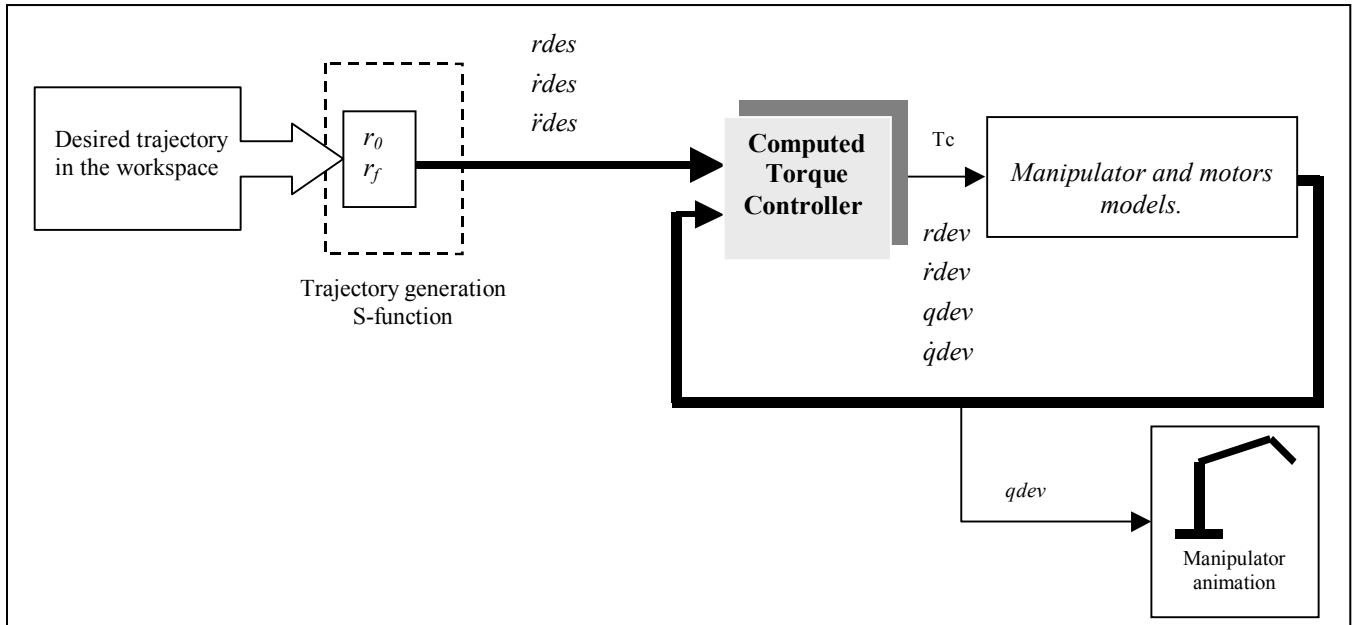 Desired trajectory
in the workspace
r0
rf
Trajectory generation
S-function
rdes
ṙdes
r̈des
Computed
Torque
Controller
Tc
Manipulator and motors
models.
rdev
ṙdev
qdev
q̇dev
qdev
Manipulator
animation